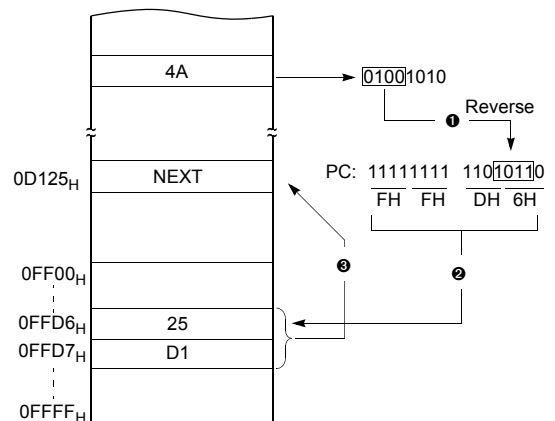 4A
01001010
❶
Reverse
0D125H
NEXT
PC: 11111111 11010110
FH FH DH 6H
❸
❷
0FF00H
0FFD6H
25
0FFD7H
D1
0FFFFH